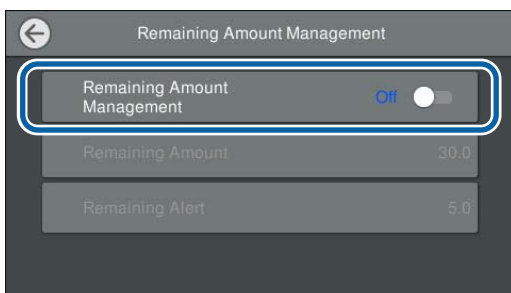 Remaining Amount Management
Remaining Amount
Management
Off
Remaining Amount
30.0
Remaining Alert
5.0